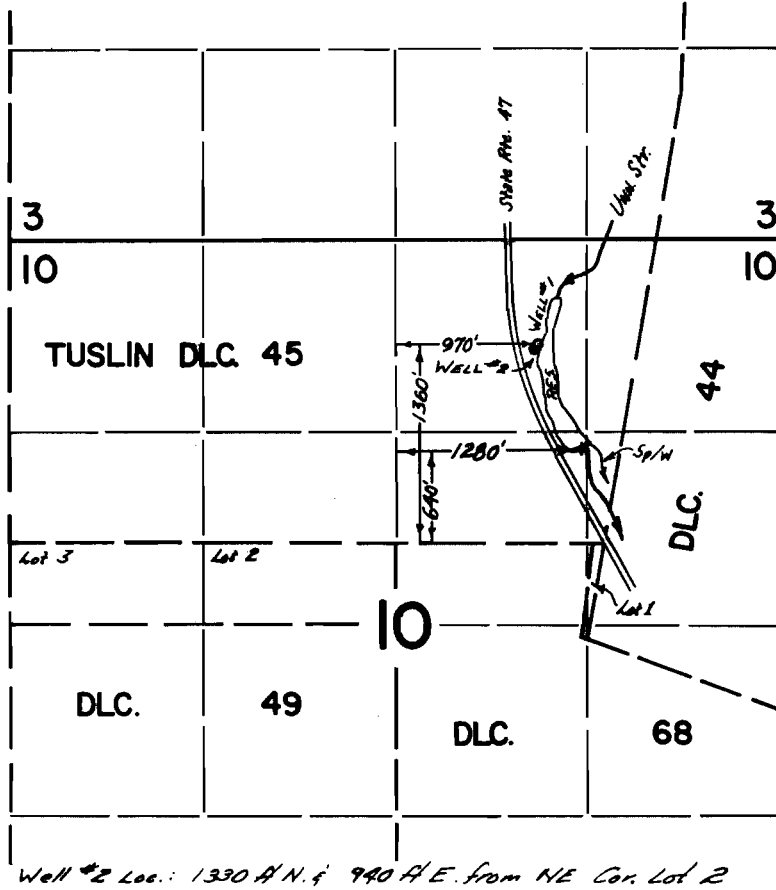 State Rte. 47
Unn. Str.
3
3
10
10
WELL #1
TUSLIN DLC. 45
970'
WELL #2
RES
1360'
44
1280'
Sp/w
640'
DLC.
Lot 3
Lot 2
Lot 1
10
DLC.
49
DLC.
68
Well #2 Loc.: 1330 ft N. & 940 ft E. from NE Cor. Lot 2